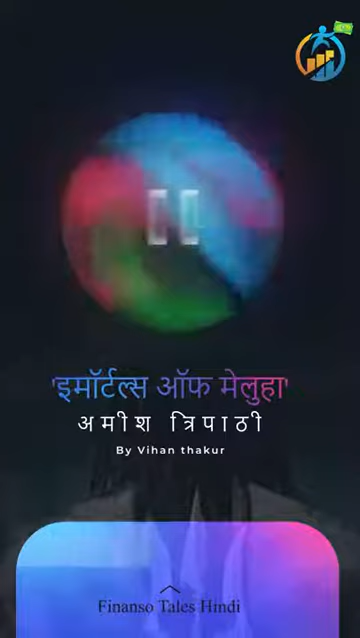 'इमॉर्टल्स ऑफ मेलुहा'
अमीश त्रिपाठी
By Vihan thakur
Finanso Tales Hindi